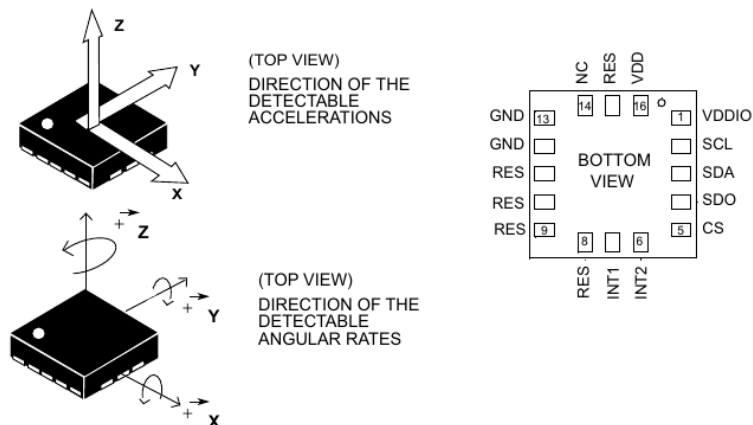 Z
Y
X
(TOP VIEW)
DIRECTION OF THE
DETECTABLE
ACCELERATIONS
+ Z
+ Y
+ X
(TOP VIEW)
DIRECTION OF THE
DETECTABLE
ANGULAR RATES
NC
RES
VDD
14
16
GND 13
1 VDDIO
GND
SCL
RES
SDA
RES
SDO
RES 9
5 CS
BOTTOM
VIEW
8
6
RES
INT1
INT2